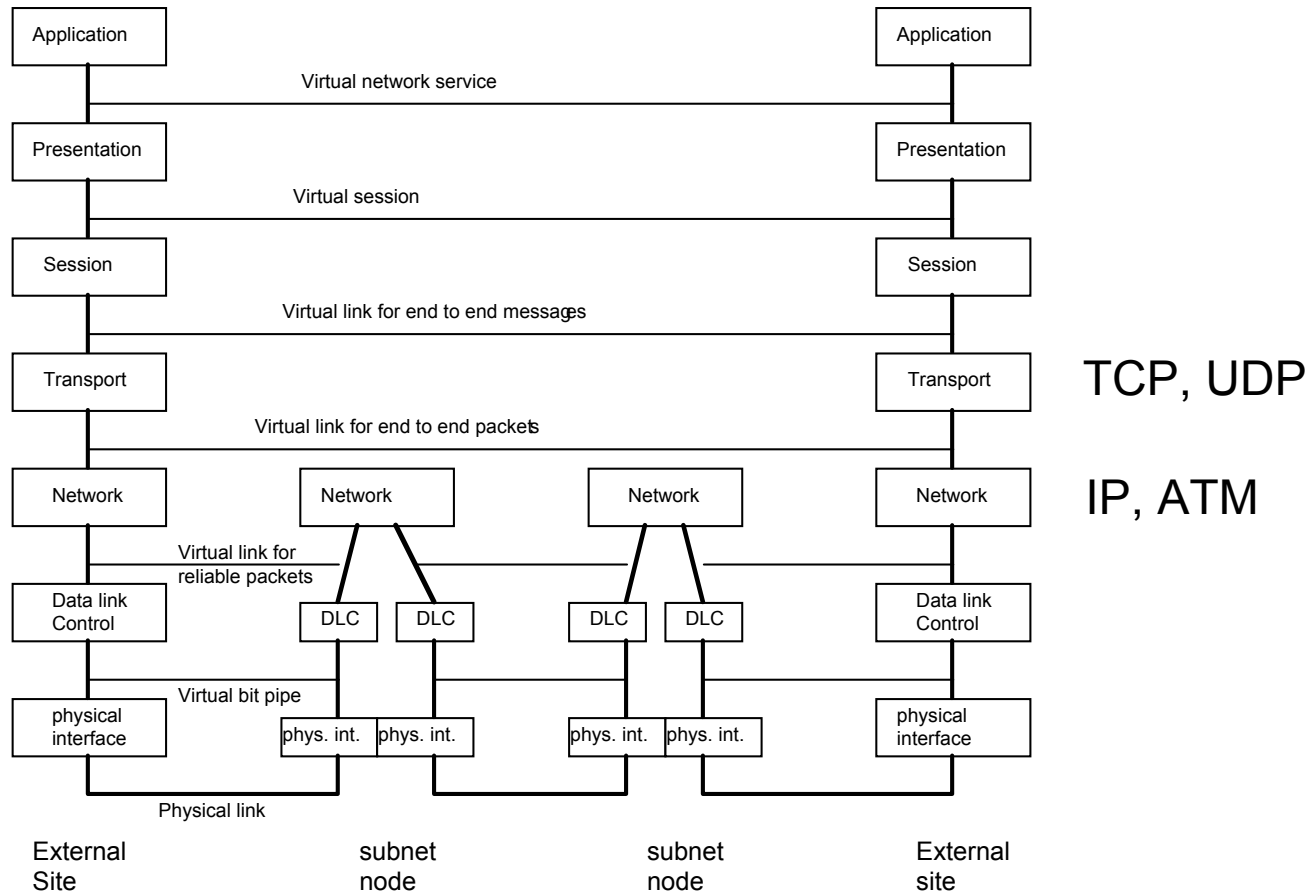 Application
Application
Virtual network service
Presentation
Presentation
Virtual session
Session
Session
Virtual link for end to end messages
Transport
Transport
TCP, UDP
Virtual link for end to end packets
Network
Network
Network
Network
IP, ATM
Virtual link for
reliable packets
Data link
Control
DLC
DLC
DLC
DLC
Data link
Control
Virtual bit pipe
physical
interface
phys. int.
phys. int.
phys. int.
phys. int.
physical
interface
Physical link
External
Site
subnet
node
subnet
node
External
site